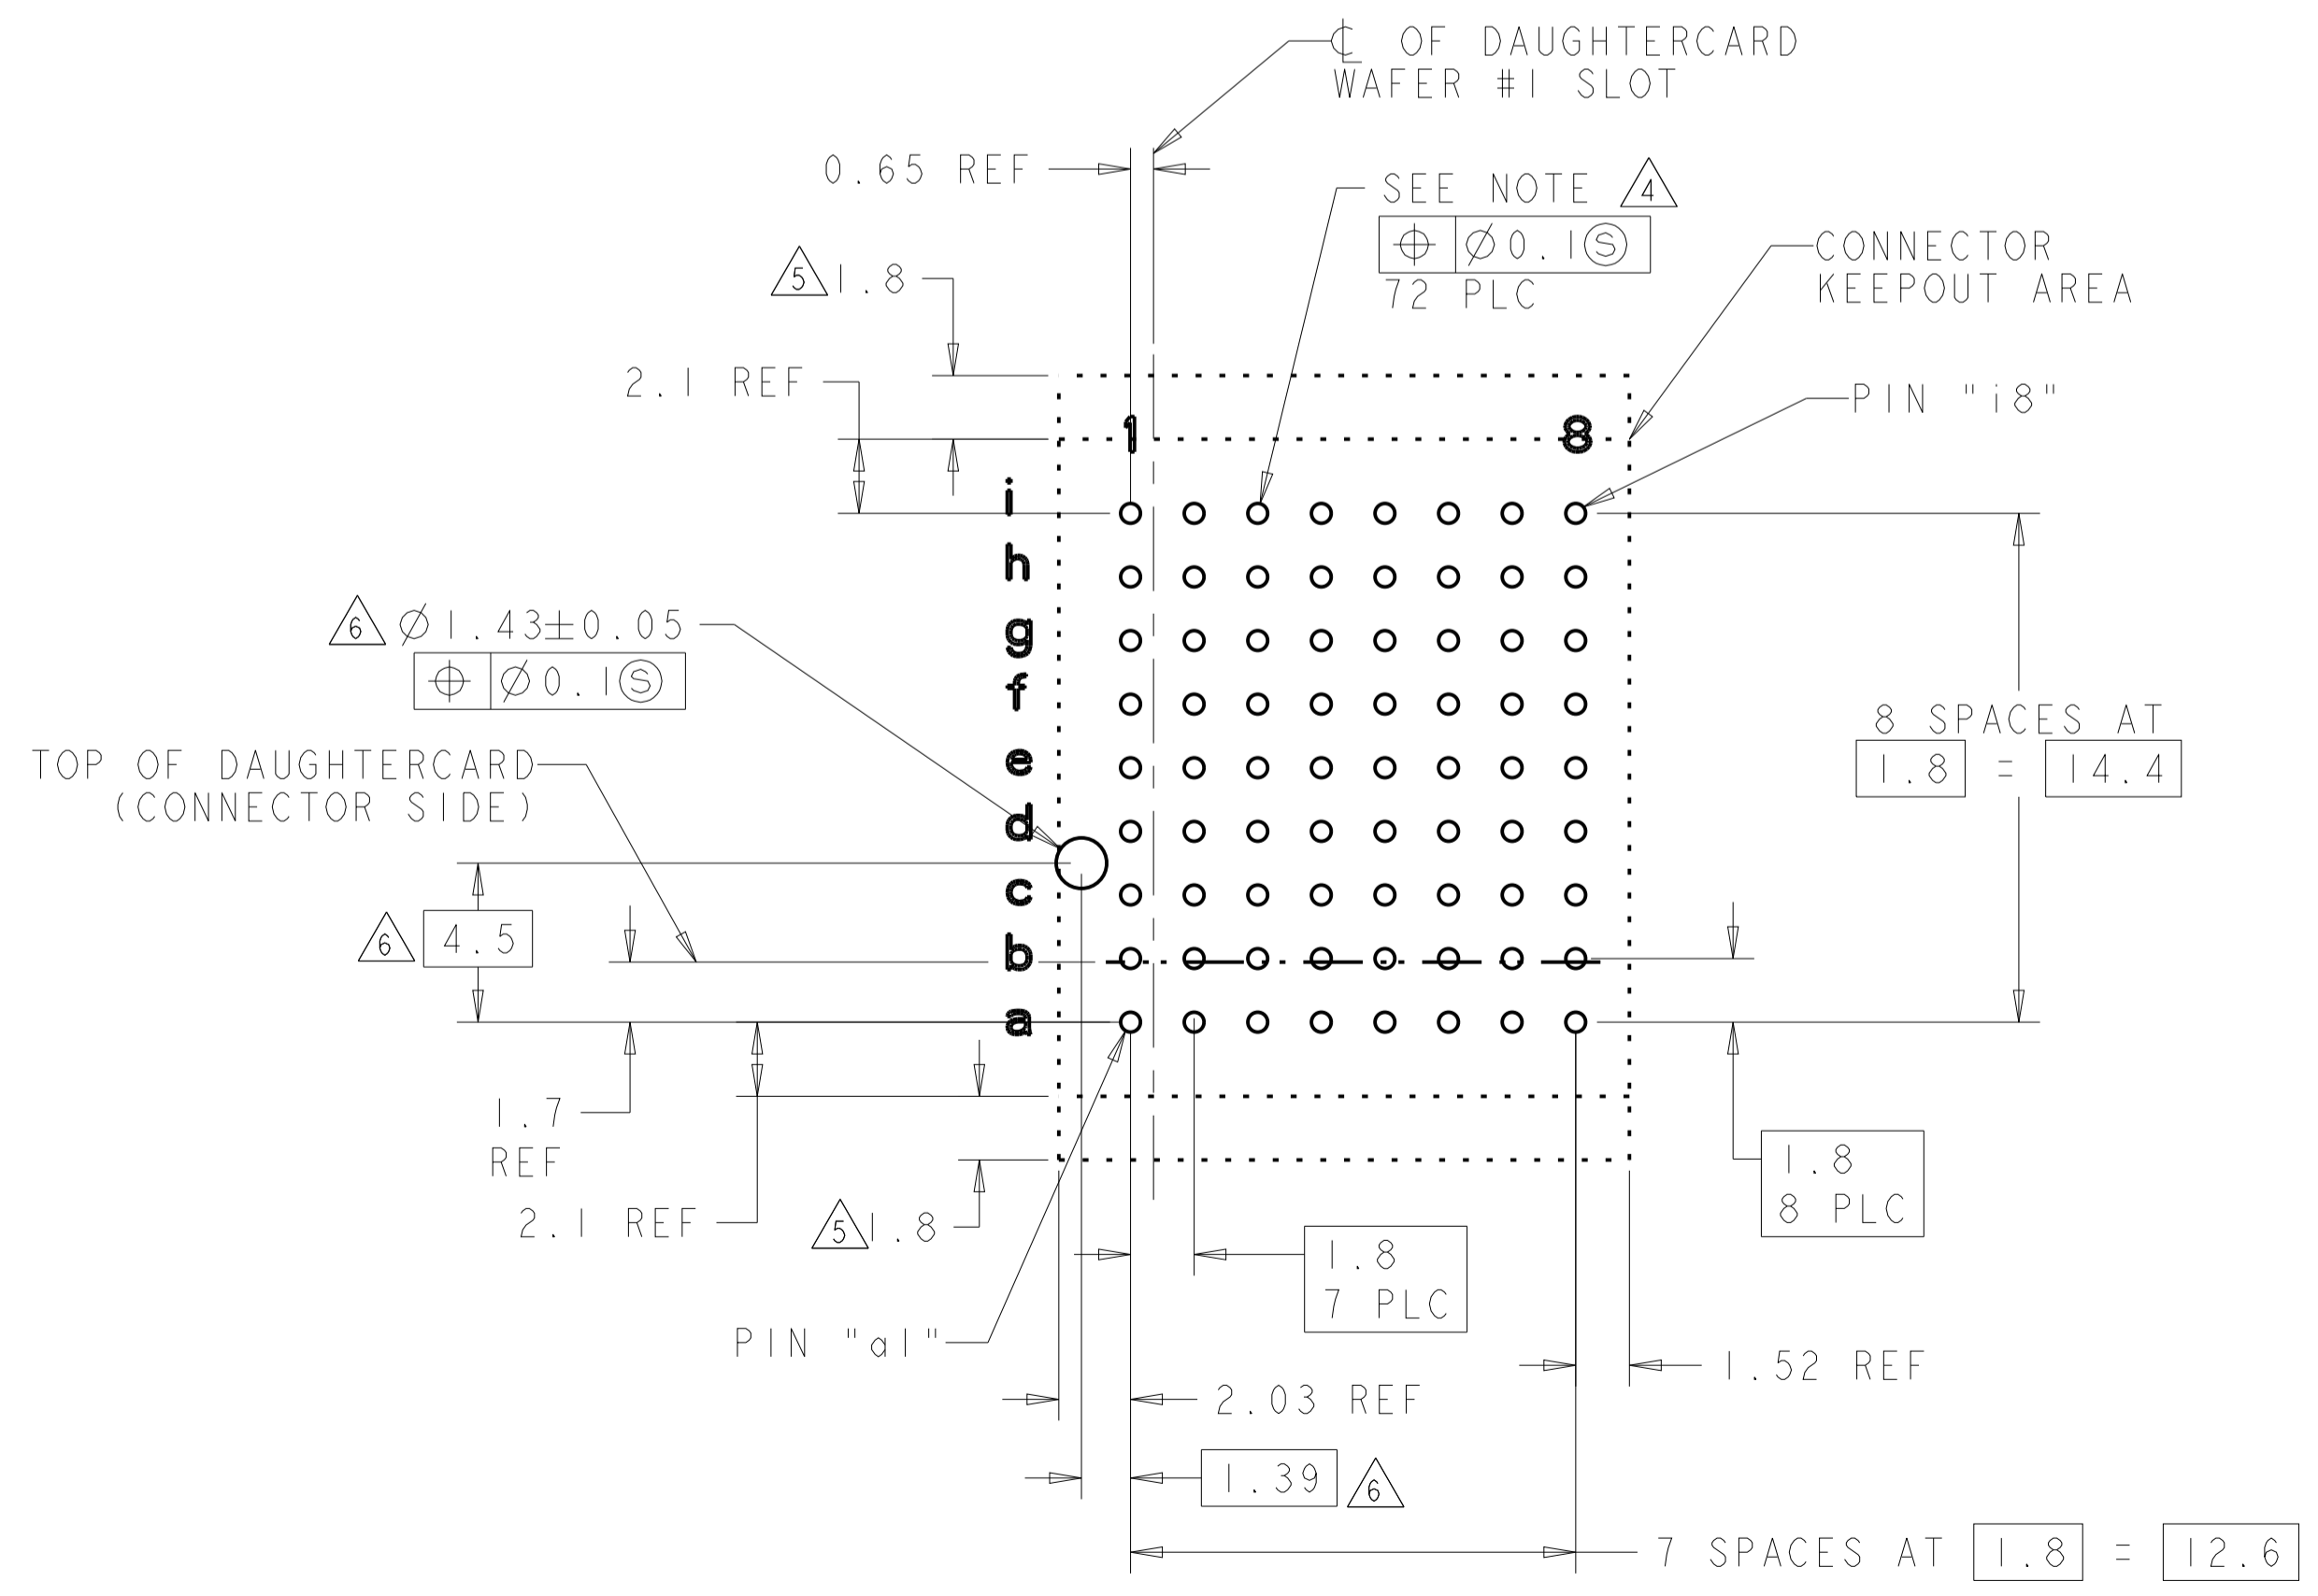 ℄ OF DAUGHTERCARD
WAFER #1 SLOT
0.65 REF
SEE NOTE 4
⌖ ⌀0.1Ⓢ
72 PLC
CONNECTOR
KEEPOUT AREA
5 1.8
2.1 REF
PIN "i8"
1 8
i
h
g
f
e
d
c
b
a
6 ⌀1.43±0.05
⌖ ⌀0.1Ⓢ
TOP OF DAUGHTERCARD
(CONNECTOR SIDE)
8 SPACES AT
1.8 = 14.4
6 4.5
1.7
REF
2.1 REF
5 1.8
1.8
8 PLC
1.8
7 PLC
PIN "a1"
1.52 REF
2.03 REF
1.39 6
7 SPACES AT 1.8 = 12.6